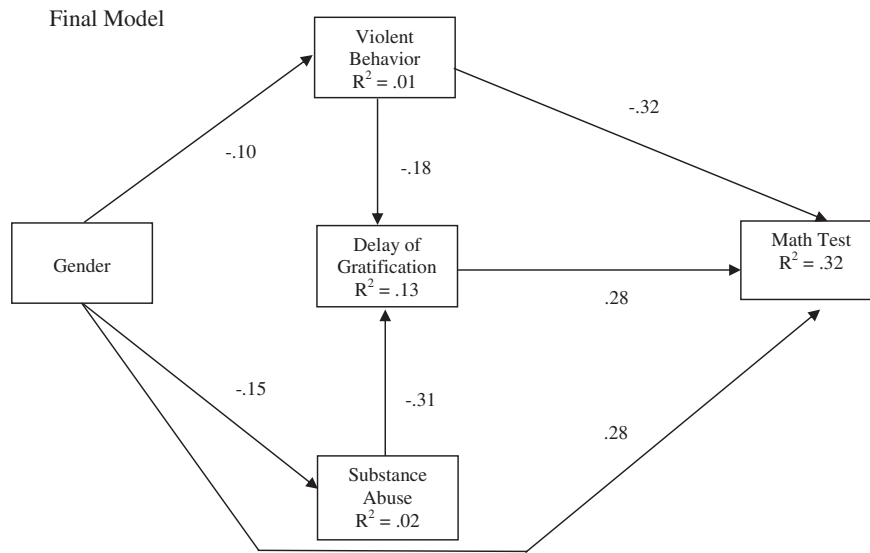 Final Model
Violent
Behavior
R² = .01
-.32
-.10
-.18
Gender
Delay of
Gratification
R² = .13
Math Test
R² = .32
.28
-.15
-.31
.28
Substance
Abuse
R² = .02